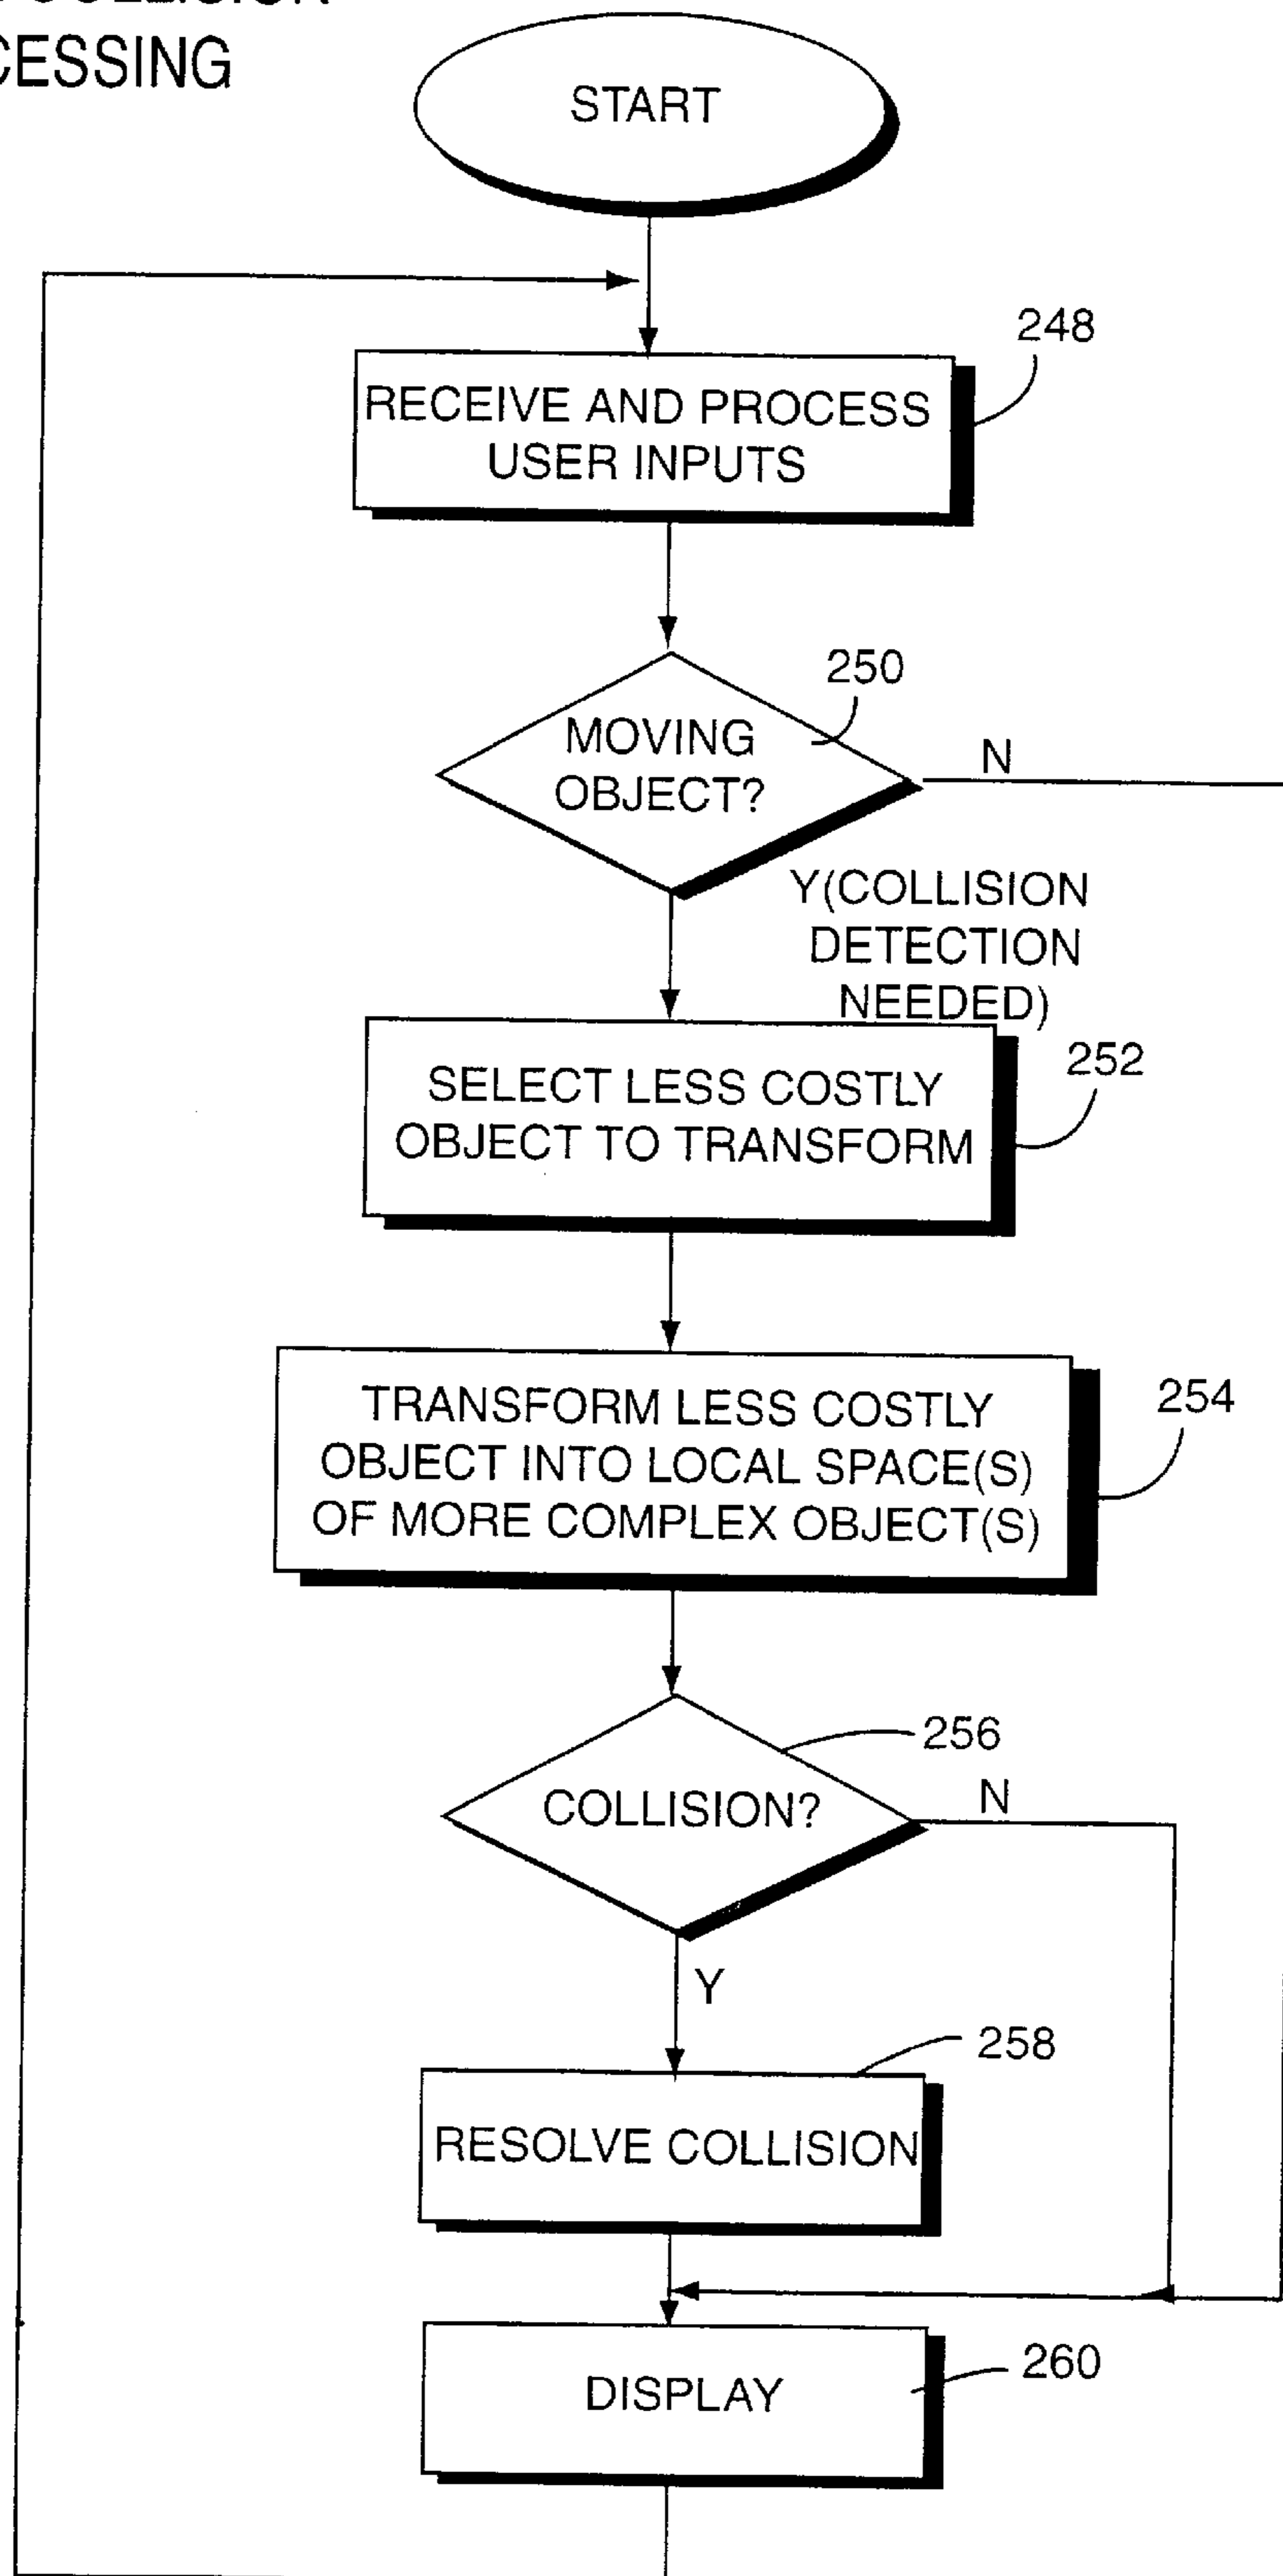 CESSING
START
248
RECEIVE AND PROCESS
USER INPUTS
250
MOVING
OBJECT?
N
Y(COLLISION
DETECTION
NEEDED)
252
SELECT LESS COSTLY
OBJECT TO TRANSFORM
254
TRANSFORM LESS COSTLY
OBJECT INTO LOCAL SPACE(S)
OF MORE COMPLEX OBJECT(S)
256
COLLISION?
N
Y
258
RESOLVE COLLISION
260
DISPLAY